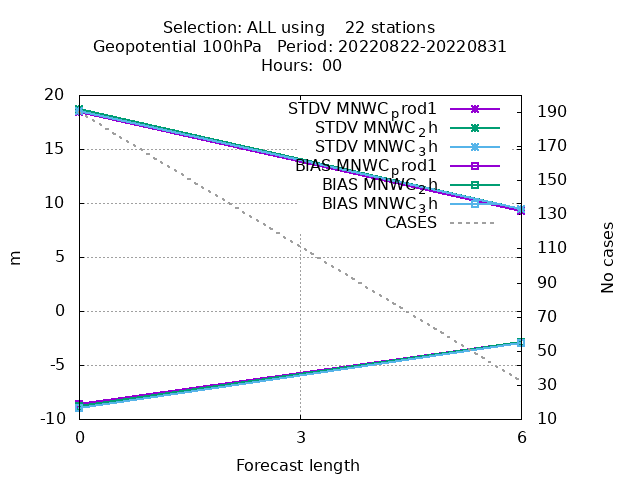 Selection: ALL using    22 stations
Geopotential 100hPa   Period: 20220822-20220831
Hours: 00
20
15
10
5
0
-5
-10
m
190
170
150
130
110
90
70
50
30
10
No cases
STDV MNWC_prod1
STDV MNWC_2h
STDV MNWC_3h
BIAS MNWC_prod1
BIAS MNWC_2h
BIAS MNWC_3h
CASES
0
3
6
Forecast length